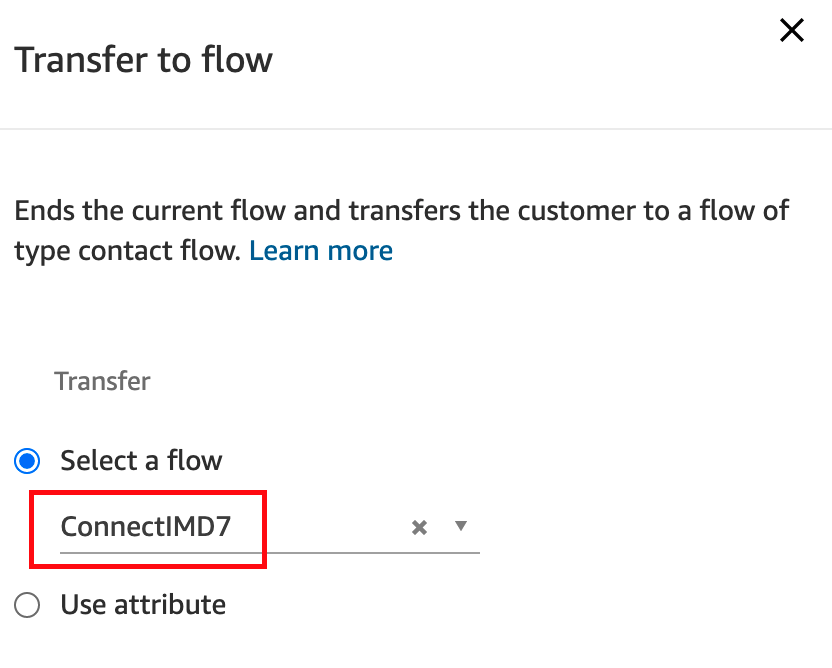 Transfer to flow
Ends the current flow and transfers the customer to a flow of
type contact flow. Learn more
Transfer
Select a flow
ConnectIMD7
Use attribute